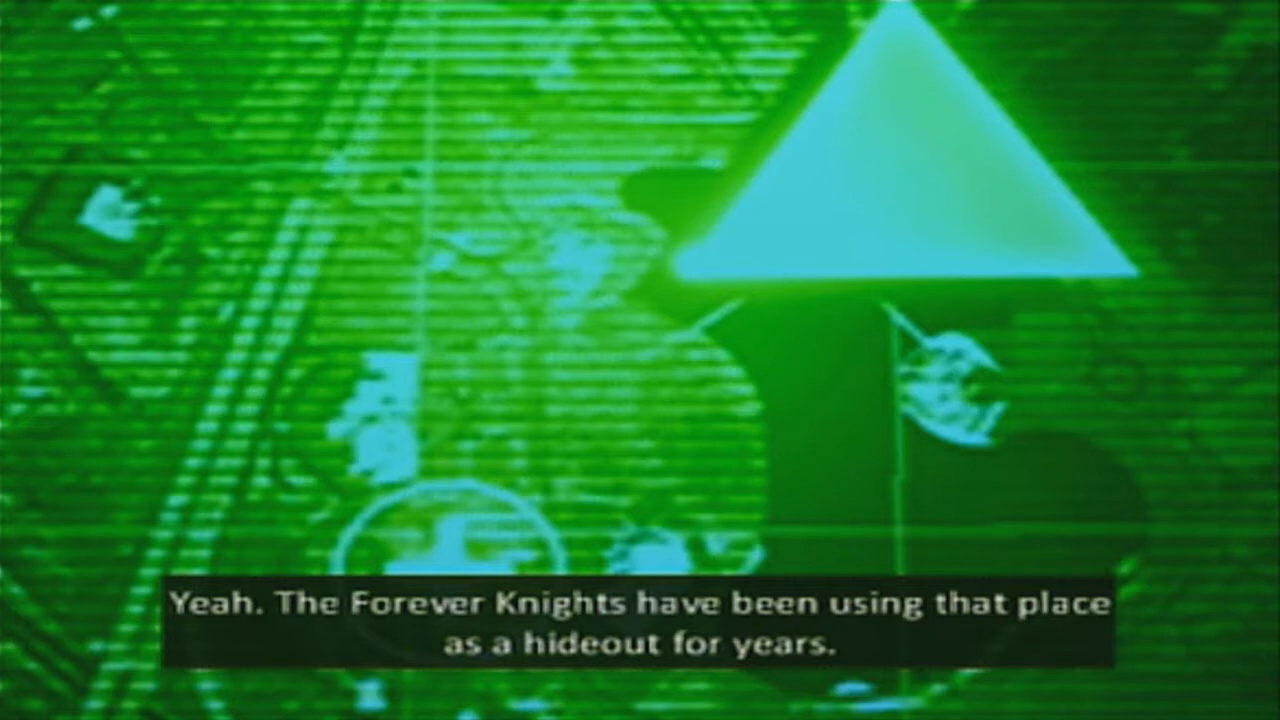 Yeah. The Forever Knights have been using that place
as a hideout for years.